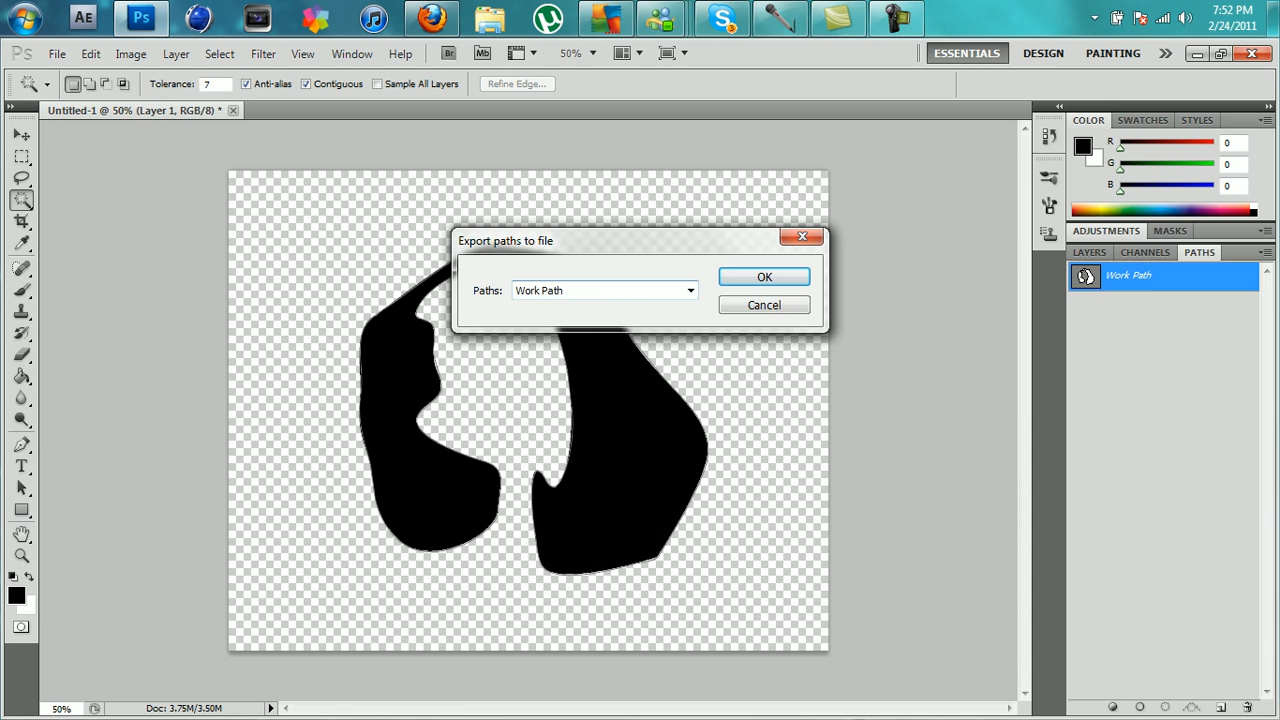 Ae
Ps
7:52 PM
2/24/2011
Ps File Edit Image Layer Select Filter View Window Help Br Mb 50% ESSENTIALS DESIGN PAINTING
Tolerance: 7 Anti-alias Contiguous Sample All Layers Refine Edge...
Untitled-1 @ 50% (Layer 1, RGB/8) *
COLOR SWATCHES STYLES
R 0
G 0
B 0
ADJUSTMENTS MASKS
LAYERS CHANNELS PATHS
Work Path
Export paths to file
Paths: Work Path
OK
Cancel
T
50% Doc: 3.75M/3.50M